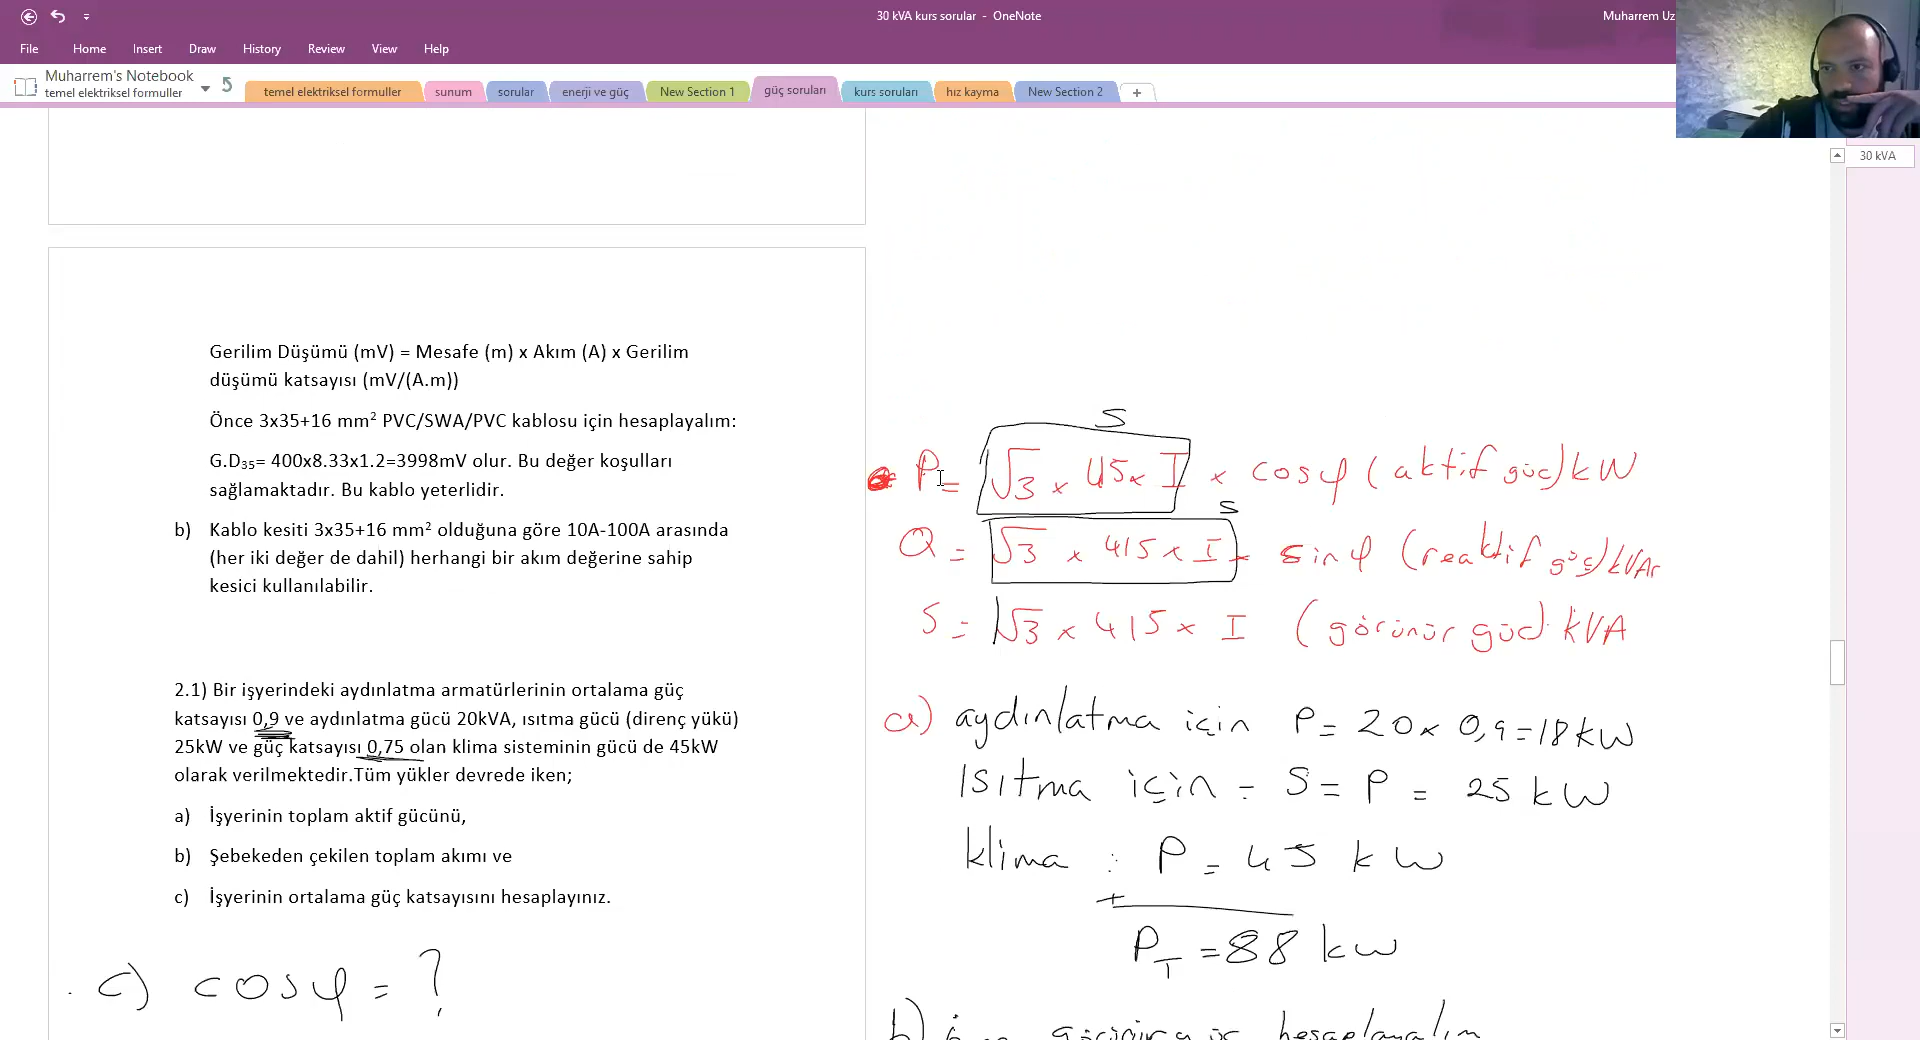 30 kVA kurs sorular - OneNote
Muharrem Uz
File Home Insert Draw History Review View Help
Muharrem's Notebook
temel elektriksel formuller
temel elektriksel formuller sunum sorular enerji ve güç New Section 1 güç soruları kurs soruları hız kayma New Section 2 +
30 kVA
Gerilim Düşümü (mV) = Mesafe (m) x Akım (A) x Gerilim
düşümü katsayısı (mV/(A.m))
Önce 3x35+16 mm² PVC/SWA/PVC kablosu için hesaplayalım:
G.D₃₅= 400x8.33x1.2=3998mV olur. Bu değer koşulları
sağlamaktadır. Bu kablo yeterlidir.
b) Kablo kesiti 3x35+16 mm² olduğuna göre 10A-100A arasında
(her iki değer de dahil) herhangi bir akım değerine sahip
kesici kullanılabilir.
2.1) Bir işyerindeki aydınlatma armatürlerinin ortalama güç
katsayısı 0,9 ve aydınlatma gücü 20kVA, ısıtma gücü (direnç yükü)
25kW ve güç katsayısı 0,75 olan klima sisteminin gücü de 45kW
olarak verilmektedir.Tüm yükler devrede iken;
a) İşyerinin toplam aktif gücünü,
b) Şebekeden çekilen toplam akımı ve
c) İşyerinin ortalama güç katsayısını hesaplayınız.
c) cosφ = ?
S
P = √3 x 45 x I x cosφ (aktif güc) kW
S
Q = √3 x 415 x I - sinφ (reaktif güç) kVAr
S = √3 x 415 x I (görünür güc) kVA
a) aydınlatma için P = 20 x 0,9 = 18 kW
ısıtma için = S = P = 25 kW
klima : P = 45 kW
+
P_T = 88 kW
b) hesaplamalım